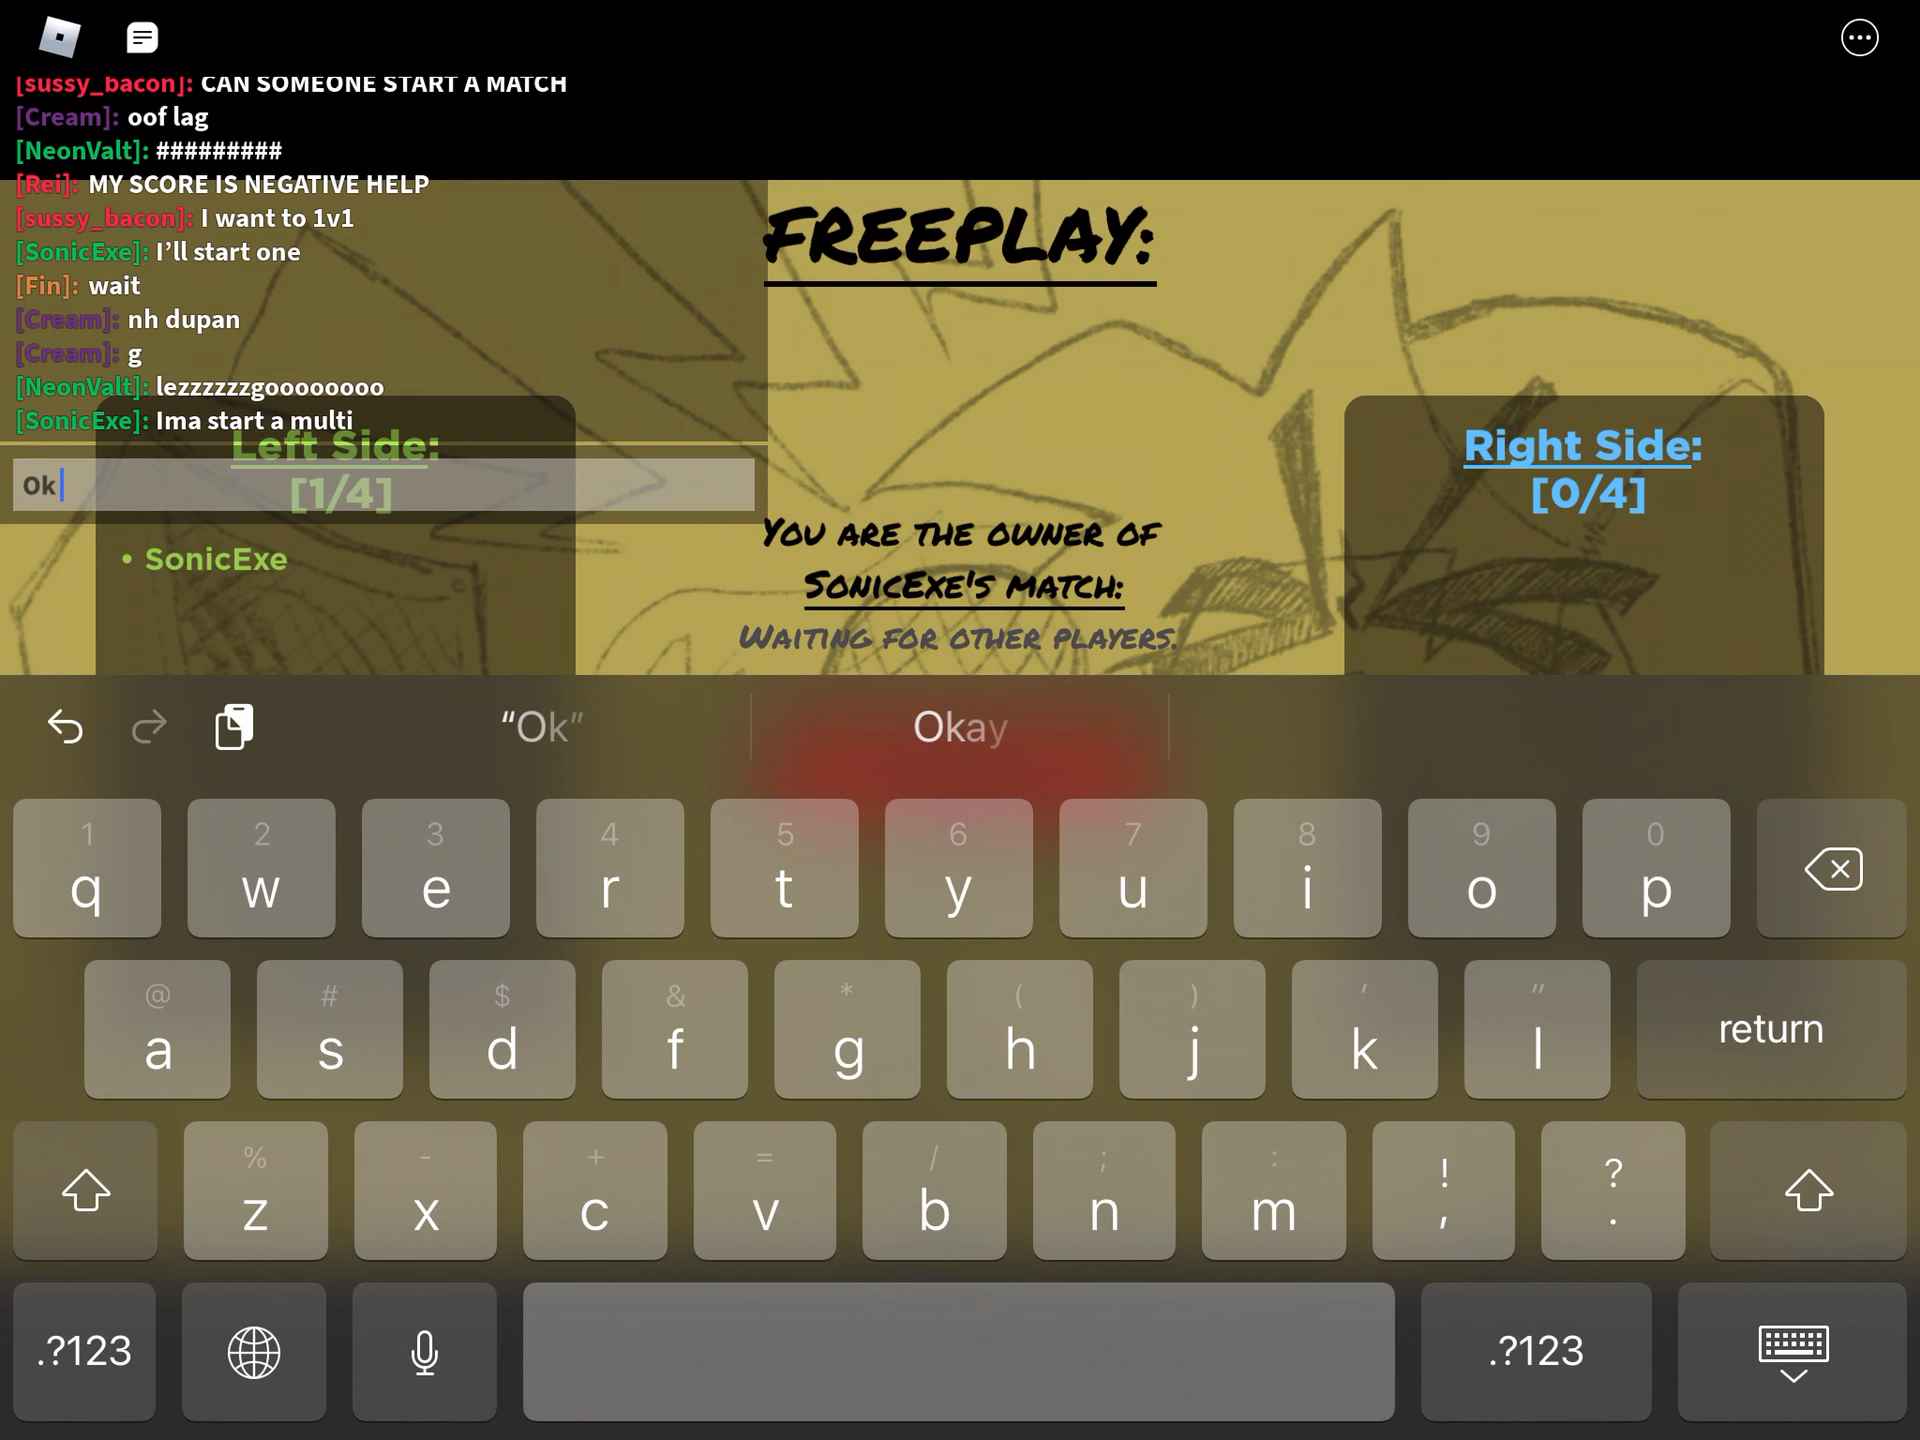 [sussy_bacon]: CAN SOMEONE START A MATCH
[Cream]: oof lag
[NeonValt]: #########
[Rei]: MY SCORE IS NEGATIVE HELP
[sussy_bacon]: I want to 1v1
[SonicExe]: I’ll start one
[Fin]: wait
[Cream]: nh dupan
[Cream]: g
[NeonValt]: lezzzzzzgoooooooo
[SonicExe]: Ima start a multi
Ok
FREEPLAY:
Left Side:
[1/4]
• SonicExe
You are the owner of
SonicExe's match:
Waiting for other players.
Right Side:
[0/4]
“Ok” Okay
1 2 3 4 5 6 7 8 9 0
q w e r t y u i o p
@ # $ & * ( ) ' "
a s d f g h j k l return
% - + = / ; : ! ?
z x c v b n m , .
.?123 .?123